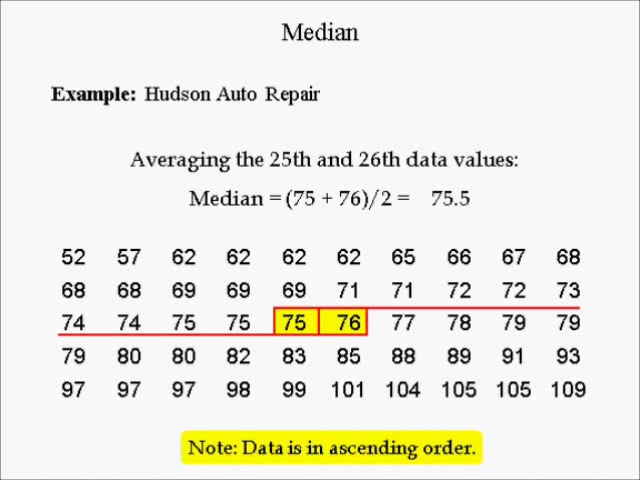 Median
Example: Hudson Auto Repair
Averaging the 25th and 26th data values:
Median = (75 + 76)/2 = 75.5
52 57 62 62 62 62 65 66 67 68
68 68 69 69 69 71 71 72 72 73
74 74 75 75 75 76 77 78 79 79
79 80 80 82 83 85 88 89 91 93
97 97 97 98 99 101 104 105 105 109
Note: Data is in ascending order.